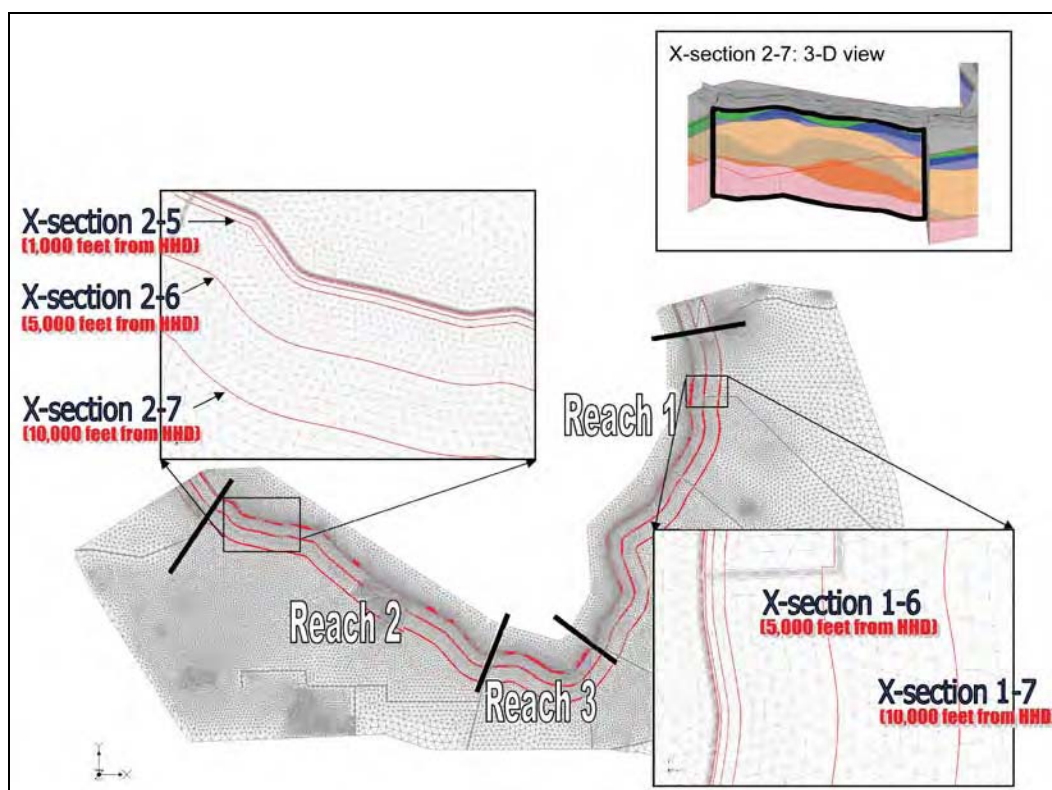 X-section 2-7: 3-D view
X-section 2-5
(1,000 feet from HHD)
X-section 2-6
(5,000 feet from HHD)
X-section 2-7
(10,000 feet from HHD)
Reach 1
Reach 2
Reach 3
X-section 1-6
(5,000 feet from HHD)
X-section 1-7
(10,000 feet from HHD)
X